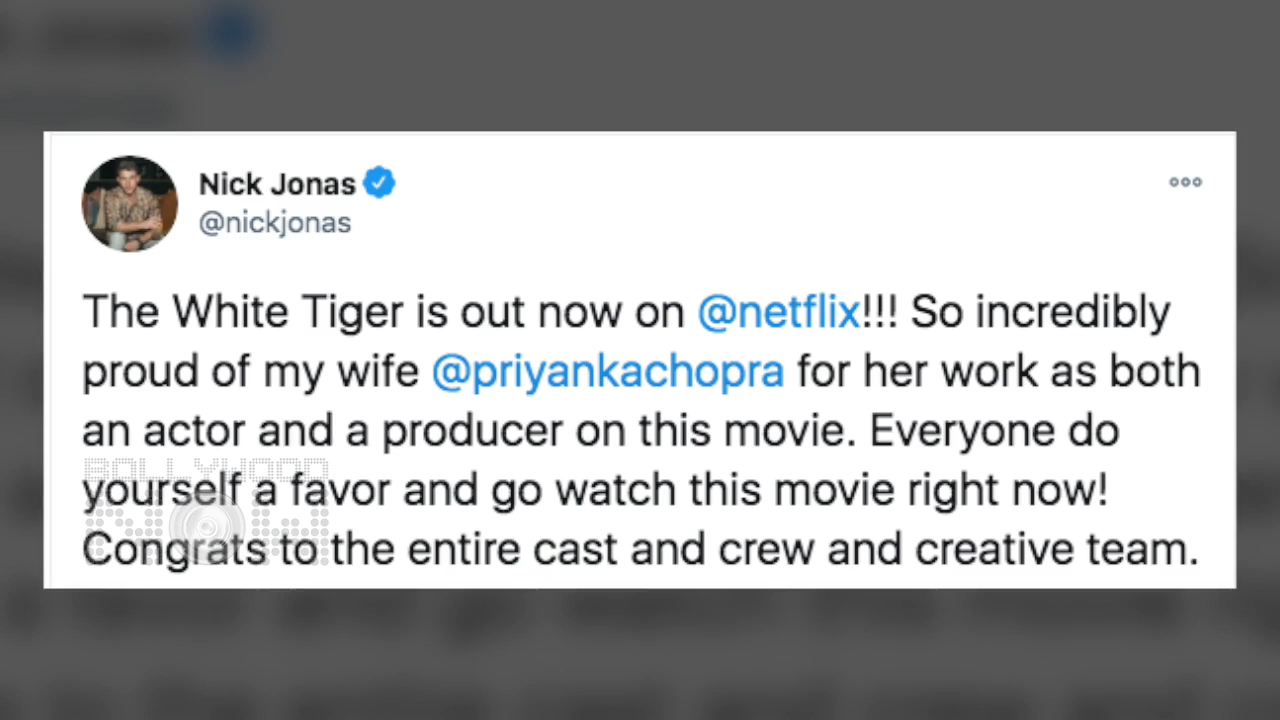 Nick Jonas
@nickjonas
The White Tiger is out now on @netflix!!! So incredibly
proud of my wife @priyankachopra for her work as both
an actor and a producer on this movie. Everyone do
yourself a favor and go watch this movie right now!
Congrats to the entire cast and crew and creative team.
BOLLYWOOD
NOW